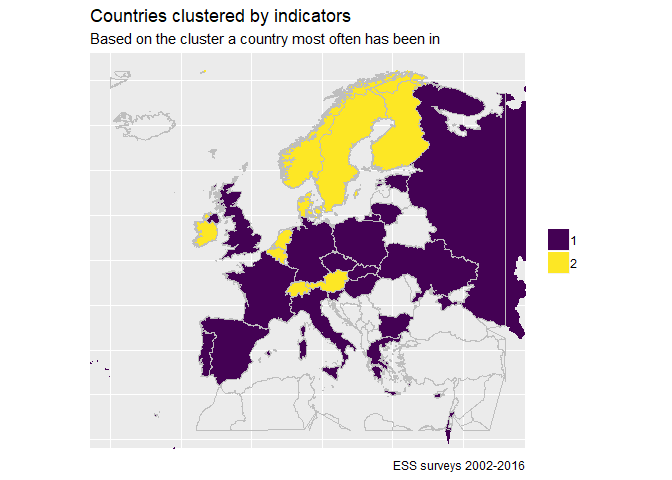 Countries clustered by indicators
Based on the cluster a country most often has been in
1
2
ESS surveys 2002-2016